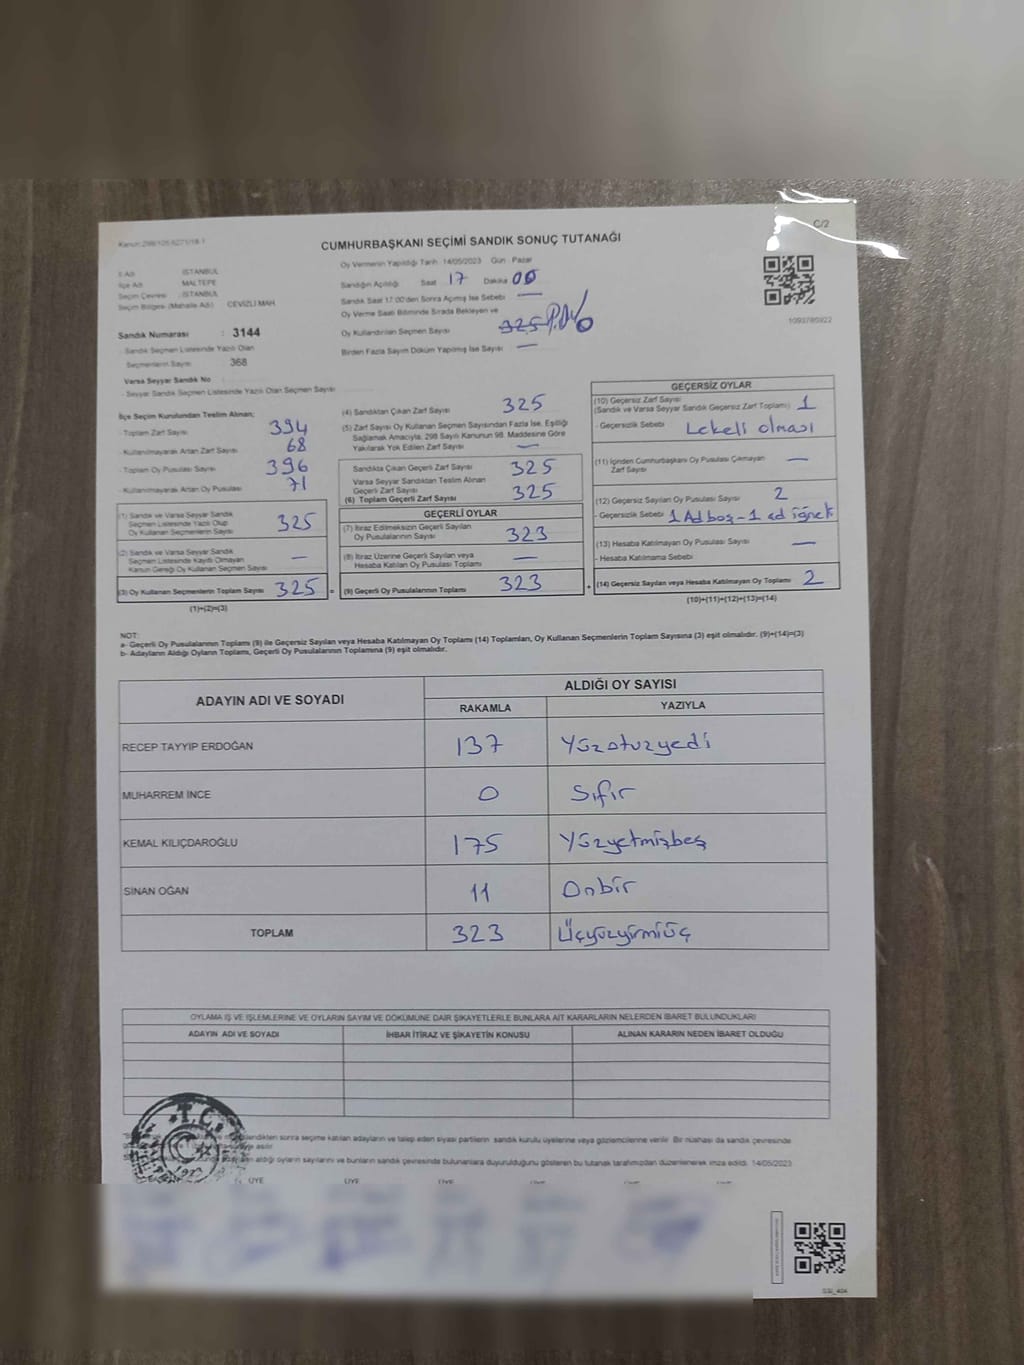 Kanun:298/105 6271/18-1
C/2
CUMHURBAŞKANI SEÇİMİ SANDIK SONUÇ TUTANAĞI
İl Adı : İSTANBUL
İlçe Adı : MALTEPE
Seçim Çevresi : İSTANBUL
Seçim Bölgesi (Mahalle Adı) : CEVİZLİ MAH.
Sandık Numarası : 3144
Sandık Seçmen Listesinde Yazılı Olan
Seçmenlerin Sayısı 368
Varsa Seyyar Sandık No
- Seyyar Sandık Seçmen Listesinde Yazılı Olan Seçmen Sayısı
Oy Vermenin Yapıldığı Tarih 14/05/2023 Gün : Pazar
Sandığın Açıldığı Saat 17 Dakika 00
Sandık Saat 17.00'den Sonra Açılmış İse Sebebi —
Oy Verme Saati Bitiminde Sırada Bekleyen ve
Oy Kullandırılan Seçmen Sayısı 325
Birden Fazla Sayım Döküm Yapılmış İse Sayısı —
1093785922
İlçe Seçim Kurulundan Teslim Alınan;
- Toplam Zarf Sayısı 394
- Kullanılmayarak Artan Zarf Sayısı 68
- Toplam Oy Pusulası Sayısı 396
- Kullanılmayarak Artan Oy Pusulası 71
(1) Sandık ve Varsa Seyyar Sandık
Seçmen Listesinde Yazılı Olup
Oy Kullanan Seçmenlerin Sayısı 325
(2) Sandık ve Varsa Seyyar Sandık
Seçmen Listesinde Kayıtlı Olmayan
Kanun Gereği Oy Kullanan Seçmen Sayısı —
(3) Oy Kullanan Seçmenlerin Toplam Sayısı 325 =
(1)+(2)=(3)
(4) Sandıktan Çıkan Zarf Sayısı 325
(5) Zarf Sayısı Oy Kullanan Seçmen Sayısından Fazla İse, Eşitliği
Sağlamak Amacıyla, 298 Sayılı Kanunun 98. Maddesine Göre
Yakılarak Yok Edilen Zarf Sayısı —
Sandıkta Çıkan Geçerli Zarf Sayısı 325
Varsa Seyyar Sandıktan Teslim Alınan
Geçerli Zarf Sayısı
(6) Toplam Geçerli Zarf Sayısı 325
GEÇERLİ OYLAR
(7) İtiraz Edilmeksizin Geçerli Sayılan
Oy Pusulalarının Sayısı 323
(8) İtiraz Üzerine Geçerli Sayılan veya
Hesaba Katılan Oy Pusulası Toplamı —
(9) Geçerli Oy Pusulalarının Toplamı 323 +
GEÇERSİZ OYLAR
(10) Geçersiz Zarf Sayısı
(Sandık ve Varsa Seyyar Sandık Geçersiz Zarf Toplamı) 1
- Geçersizlik Sebebi Lekeli olması
(11) İçinden Cumhurbaşkanı Oy Pusulası Çıkmayan
Zarf Sayısı —
(12) Geçersiz Sayılan Oy Pusulası Sayısı 2
- Geçersizlik Sebebi 1 Ad boş - 1 ad
(13) Hesaba Katılmayan Oy Pusulası Sayısı —
- Hesaba Katılmama Sebebi
(14) Geçersiz Sayılan veya Hesaba Katılmayan Oy Toplamı 2
(10)+(11)+(12)+(13)=(14)
NOT:
a- Geçerli Oy Pusulalarının Toplamı (9) ile Geçersiz Sayılan veya Hesaba Katılmayan Oy Toplamı (14) Toplamları, Oy Kullanan Seçmenlerin Toplam Sayısına (3) eşit olmalıdır. (9)+(14)=(3)
b- Adayların Aldığı Oyların Toplamı, Geçerli Oy Pusulalarının Toplamına (9) eşit olmalıdır.
ADAYIN ADI VE SOYADI
ALDIĞI OY SAYISI
RAKAMLA YAZIYLA
RECEP TAYYİP ERDOĞAN 137 Yüzotuzyedi
MUHARREM İNCE 0 Sıfır
KEMAL KILIÇDAROĞLU 175 Yüzyetmişbeş
SİNAN OĞAN 11 Onbir
TOPLAM 323 Üçyüzyirmiüç
OYLAMA İŞ VE İŞLEMLERİNE VE OYLARIN SAYIM VE DÖKÜMÜNE DAİR ŞİKAYETLERLE BUNLARA AİT KARARLARIN NELERDEN İBARET BULUNDUKLARI
ADAYIN ADI VE SOYADI İHBAR İTİRAZ VE ŞİKAYETİN KONUSU ALINAN KARARIN NEDEN İBARET OLDUĞU
sonra seçime katılan adayların ve talep eden siyasi partilerin sandık kurulu üyelerine veya gözlemcilerine verilir. Bir nüshası da sandık çevresinde
asılır.
aldığı oyların sayılarını ve bunların sandık çevresinde bulunanlara duyurulduğunu gösteren bu tutanak tarafımızdan düzenlenerek imza edildi. 14/05/2023
T.C.
ÜYE ÜYE